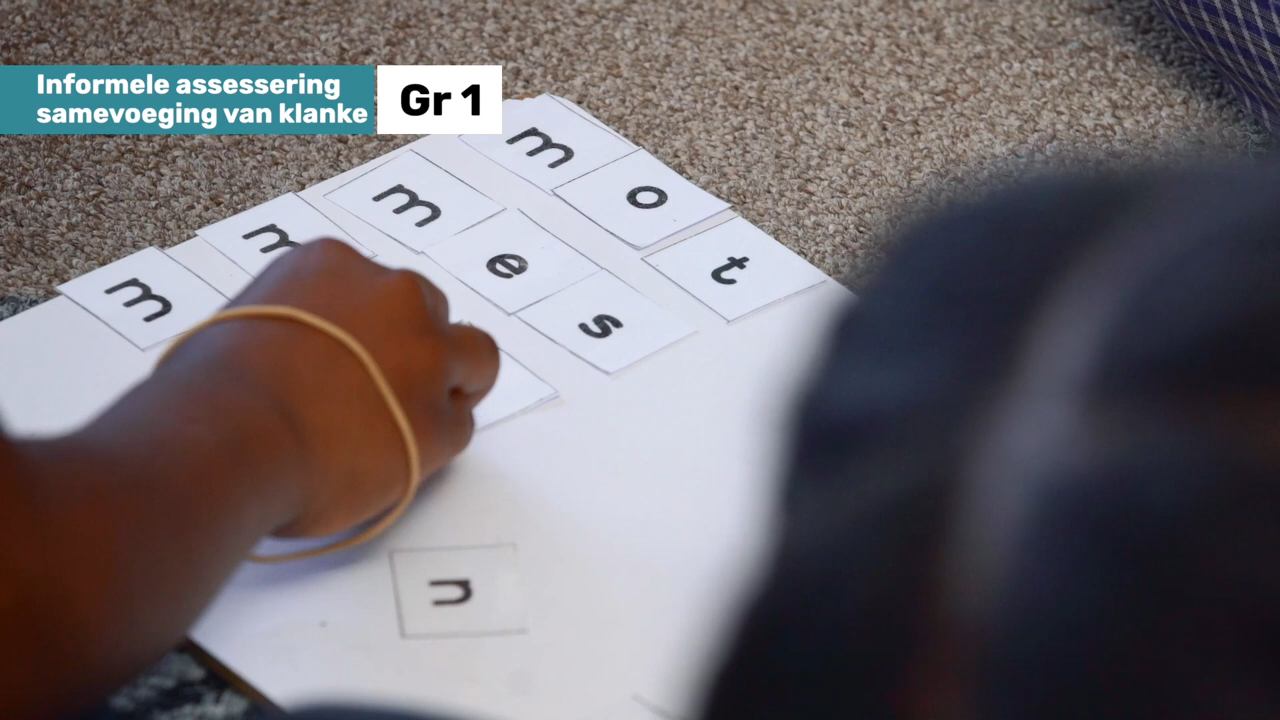 Informele assessering
samevoeging van klanke
Gr 1
m o t
m e s
m
m